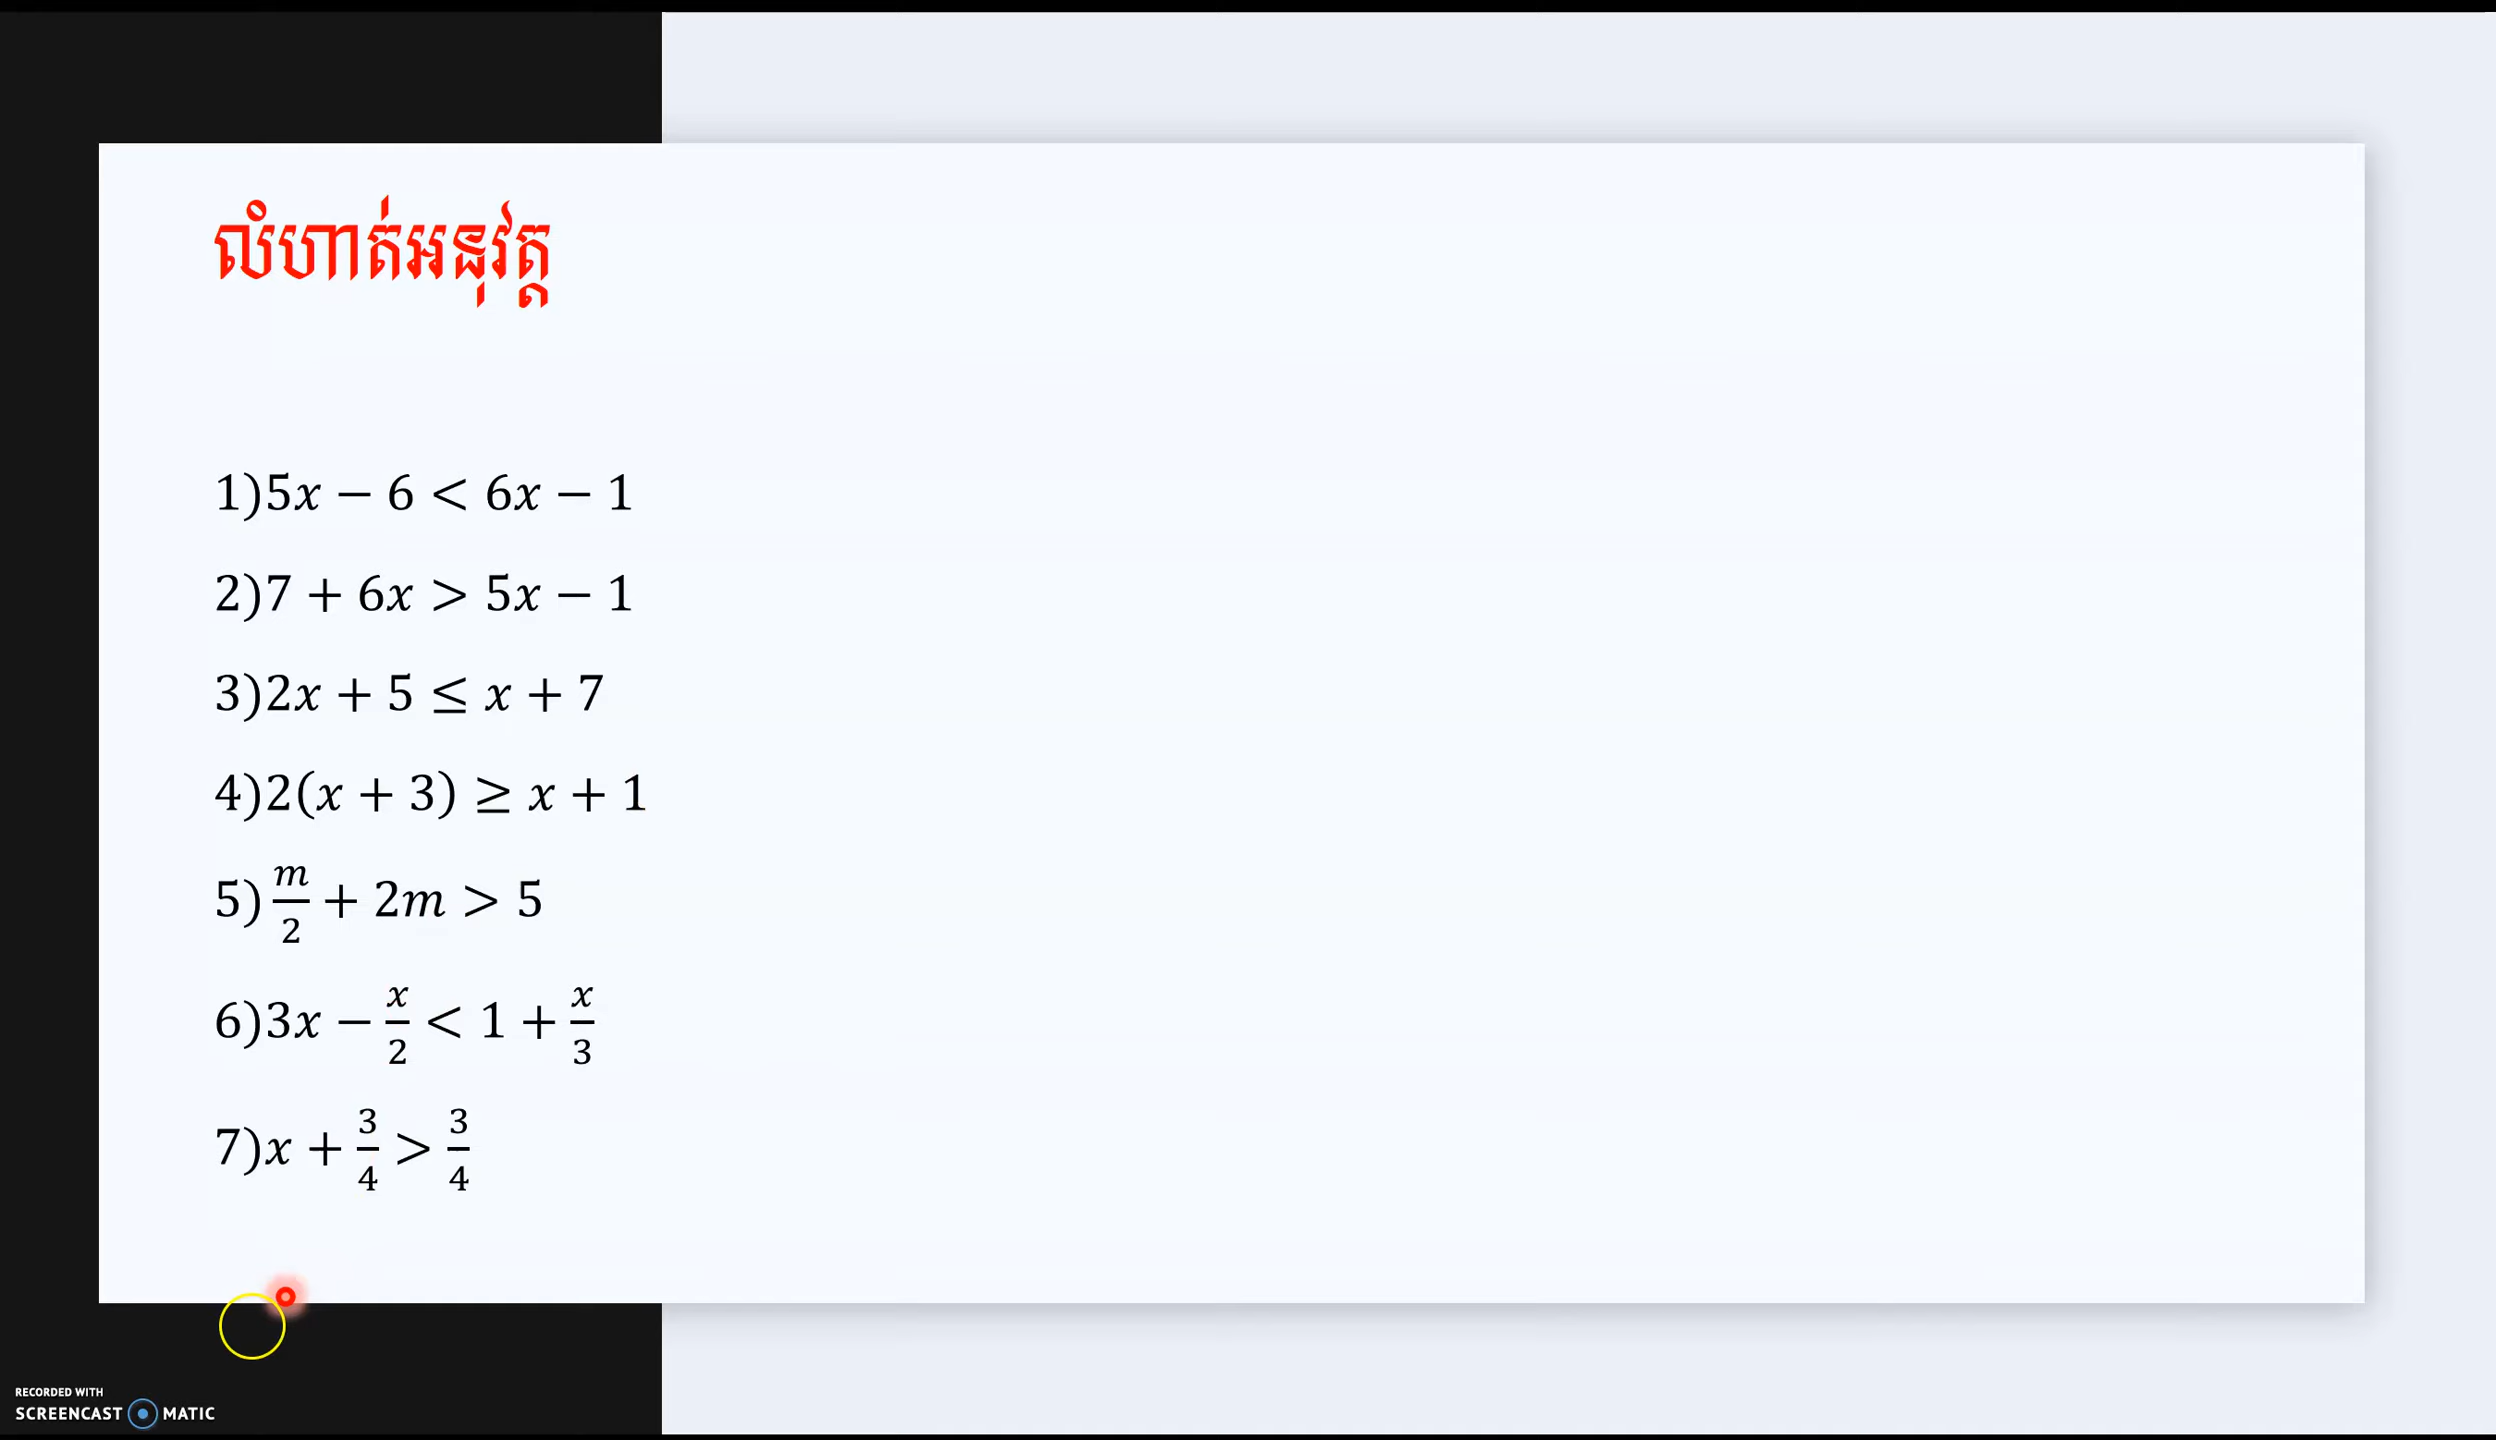 លំហាត់អនុវត្ត
1)5x − 6 < 6x − 1
2)7 + 6x > 5x − 1
3)2x + 5 ≤ x + 7
4)2(x + 3) ≥ x + 1
5) m/2 + 2m > 5
6)3x − x/2 < 1 + x/3
7)x + 3/4 > 3/4
RECORDED WITH
SCREENCAST MATIC